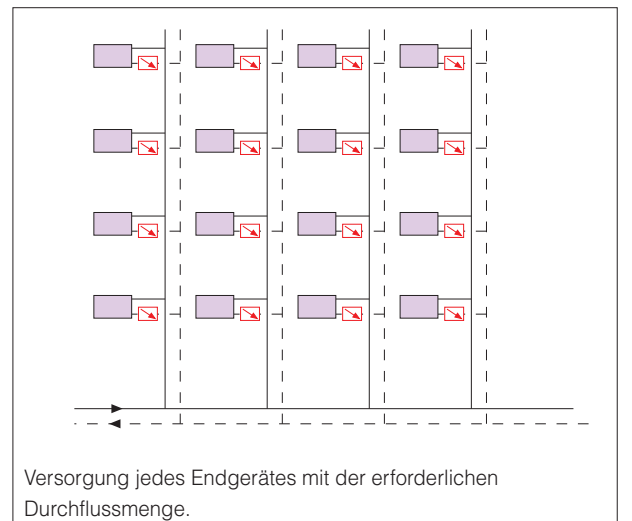 Versorgung jedes Endgerätes mit der erforderlichen
Durchflussmenge.